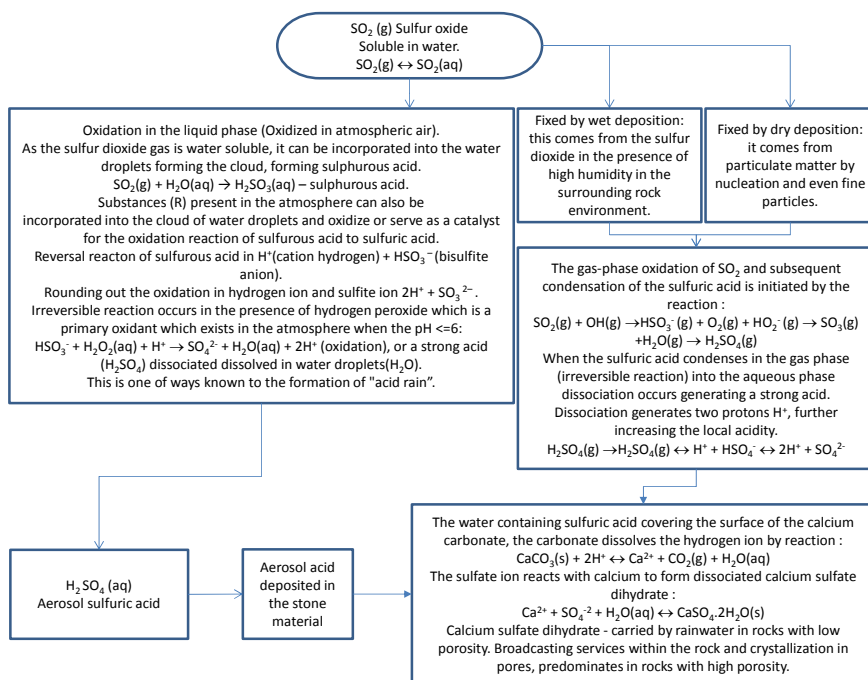 SO₂ (g) Sulfur oxide
Soluble in water.
SO₂(g) ↔ SO₂(aq)
Oxidation in the liquid phase (Oxidized in atmospheric air).
As the sulfur dioxide gas is water soluble, it can be incorporated into the water
droplets forming the cloud, forming sulphurous acid.
SO₂(g) + H₂O(aq) → H₂SO₃(aq) – sulphurous acid.
Substances (R) present in the atmosphere can also be
incorporated into the cloud of water droplets and oxidize or serve as a catalyst
for the oxidation reaction of sulfurous acid to sulfuric acid.
Reversal reacton of sulfurous acid in H⁺(cation hydrogen) + HSO₃⁻ (bisulfite
anion).
Rounding out the oxidation in hydrogen ion and sulfite ion 2H⁺ + SO₃²⁻.
Irreversible reaction occurs in the presence of hydrogen peroxide which is a
primary oxidant which exists in the atmosphere when the pH <=6:
HSO₃⁻ + H₂O₂(aq) + H⁺ → SO₄²⁻ + H₂O(aq) + 2H⁺ (oxidation), or a strong acid
(H₂SO₄) dissociated dissolved in water droplets(H₂O).
This is one of ways known to the formation of "acid rain”.
Fixed by wet deposition:
this comes from the sulfur
dioxide in the presence of
high humidity in the
surrounding rock
environment.
Fixed by dry deposition:
it comes from
particulate matter by
nucleation and even fine
particles.
The gas-phase oxidation of SO₂ and subsequent
condensation of the sulfuric acid is initiated by the
reaction :
SO₂(g) + OH(g) →HSO₃⁻(g) + O₂(g) + HO₂⁻(g) → SO₃(g)
+H₂O(g) → H₂SO₄(g)
When the sulfuric acid condenses in the gas phase
(irreversible reaction) into the aqueous phase
dissociation occurs generating a strong acid.
Dissociation generates two protons H⁺, further
increasing the local acidity.
H₂SO₄(g) →H₂SO₄(g) ↔ H⁺ + HSO₄⁻ ↔ 2H⁺ + SO₄²⁻
H₂SO₄ (aq)
Aerosol sulfuric acid
Aerosol acid
deposited in
the stone
material
The water containing sulfuric acid covering the surface of the calcium
carbonate, the carbonate dissolves the hydrogen ion by reaction :
CaCO₃(s) + 2H⁺ ↔ Ca²⁺ + CO₂(g) + H₂O(aq)
The sulfate ion reacts with calcium to form dissociated calcium sulfate
dihydrate :
Ca²⁺ + SO₄⁻² + H₂O(aq) ↔ CaSO₄.2H₂O(s)
Calcium sulfate dihydrate - carried by rainwater in rocks with low
porosity. Broadcasting services within the rock and crystallization in
pores, predominates in rocks with high porosity.